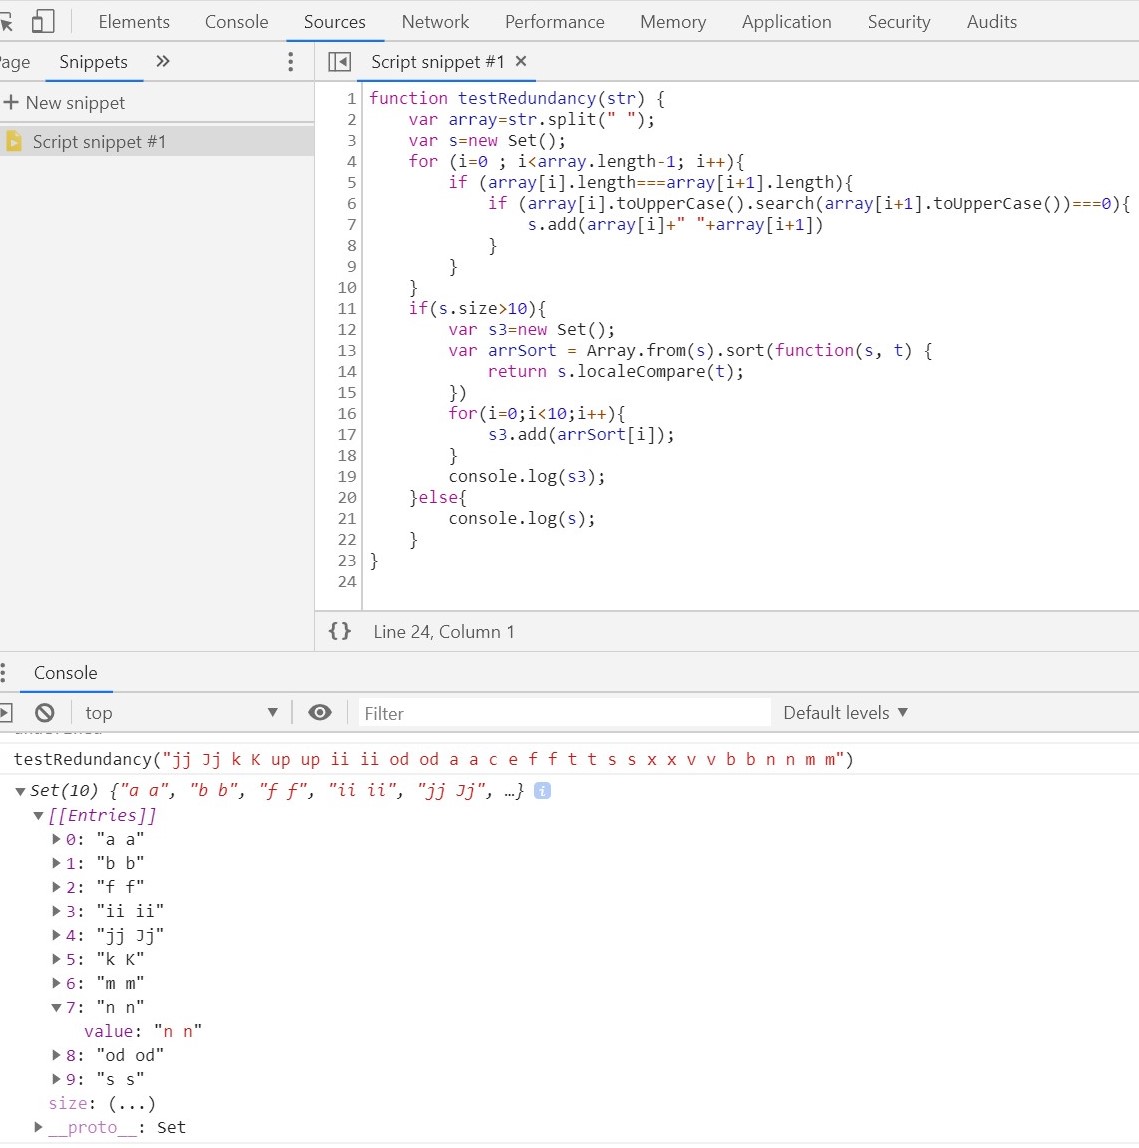 Elements Console Sources Network Performance Memory Application Security Audits
Page Snippets »
Script snippet #1 ×
+ New snippet
Script snippet #1
1 function testRedundancy(str) {
2 var array=str.split(" ");
3 var s=new Set();
4 for (i=0 ; i<array.length-1; i++){
5 if (array[i].length===array[i+1].length){
6 if (array[i].toUpperCase().search(array[i+1].toUpperCase())===0){
7 s.add(array[i]+" "+array[i+1])
8 }
9 }
10 }
11 if(s.size>10){
12 var s3=new Set();
13 var arrSort = Array.from(s).sort(function(s, t) {
14 return s.localeCompare(t);
15 })
16 for(i=0;i<10;i++){
17 s3.add(arrSort[i]);
18 }
19 console.log(s3);
20 }else{
21 console.log(s);
22 }
23 }
24
{} Line 24, Column 1
Console
top Filter Default levels
undefined
testRedundancy("jj Jj k K up up ii ii od od a a c e f f t t s s x x v v b b n n m m")
Set(10) {"a a", "b b", "f f", "ii ii", "jj Jj", …} i
[[Entries]]
0: "a a"
1: "b b"
2: "f f"
3: "ii ii"
4: "jj Jj"
5: "k K"
6: "m m"
7: "n n"
value: "n n"
8: "od od"
9: "s s"
size: (...)
__proto__: Set